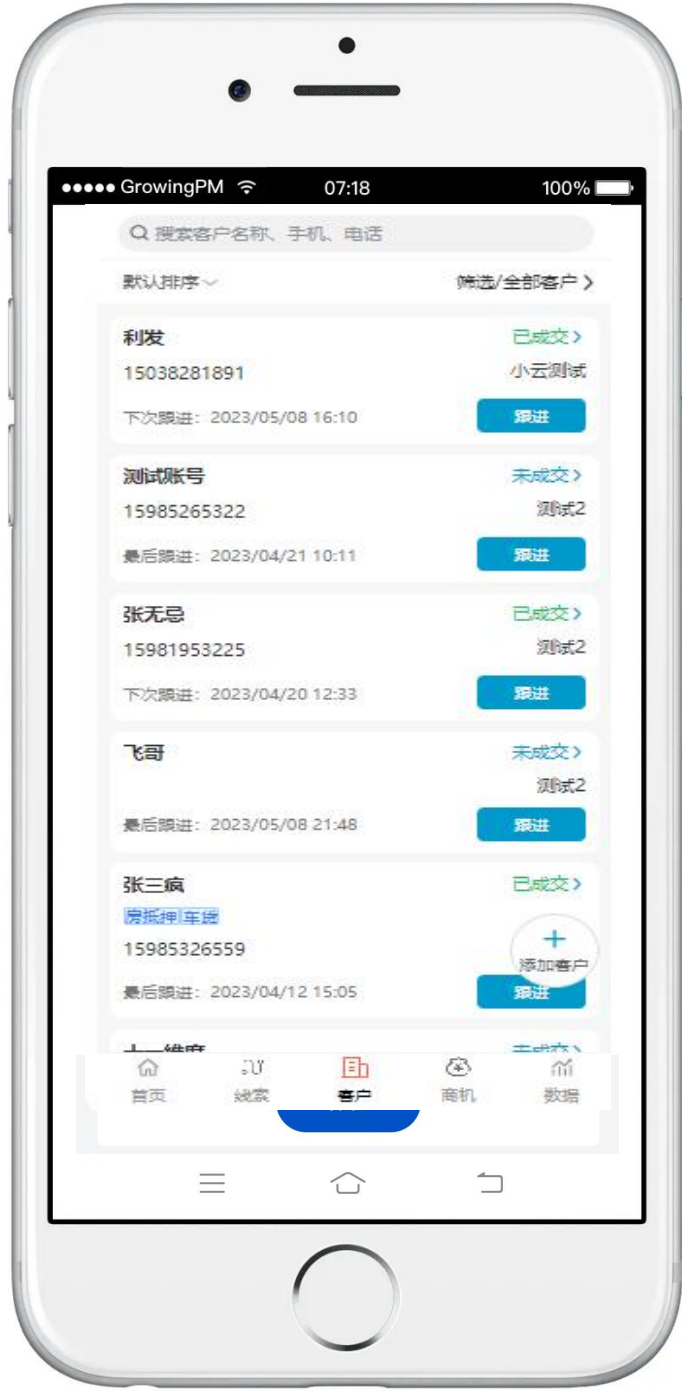 GrowingPM 07:18 100%
搜索客户名称、手机、电话
默认排序 筛选/全部客户
利发 已成交
15038281891 小云测试
下次跟进：2023/05/08 16:10 跟进
测试账号 未成交
15985265322 测试2
最后跟进：2023/04/21 10:11 跟进
张无忌 已成交
15981953225 测试2
下次跟进：2023/04/20 12:33 跟进
飞哥 未成交
测试2
最后跟进：2023/05/08 21:48 跟进
张三疯 已成交
房抵押 车贷
15985326559
添加客户
最后跟进：2023/04/12 15:05 跟进
未成交
首页 线索 客户 商机 数据